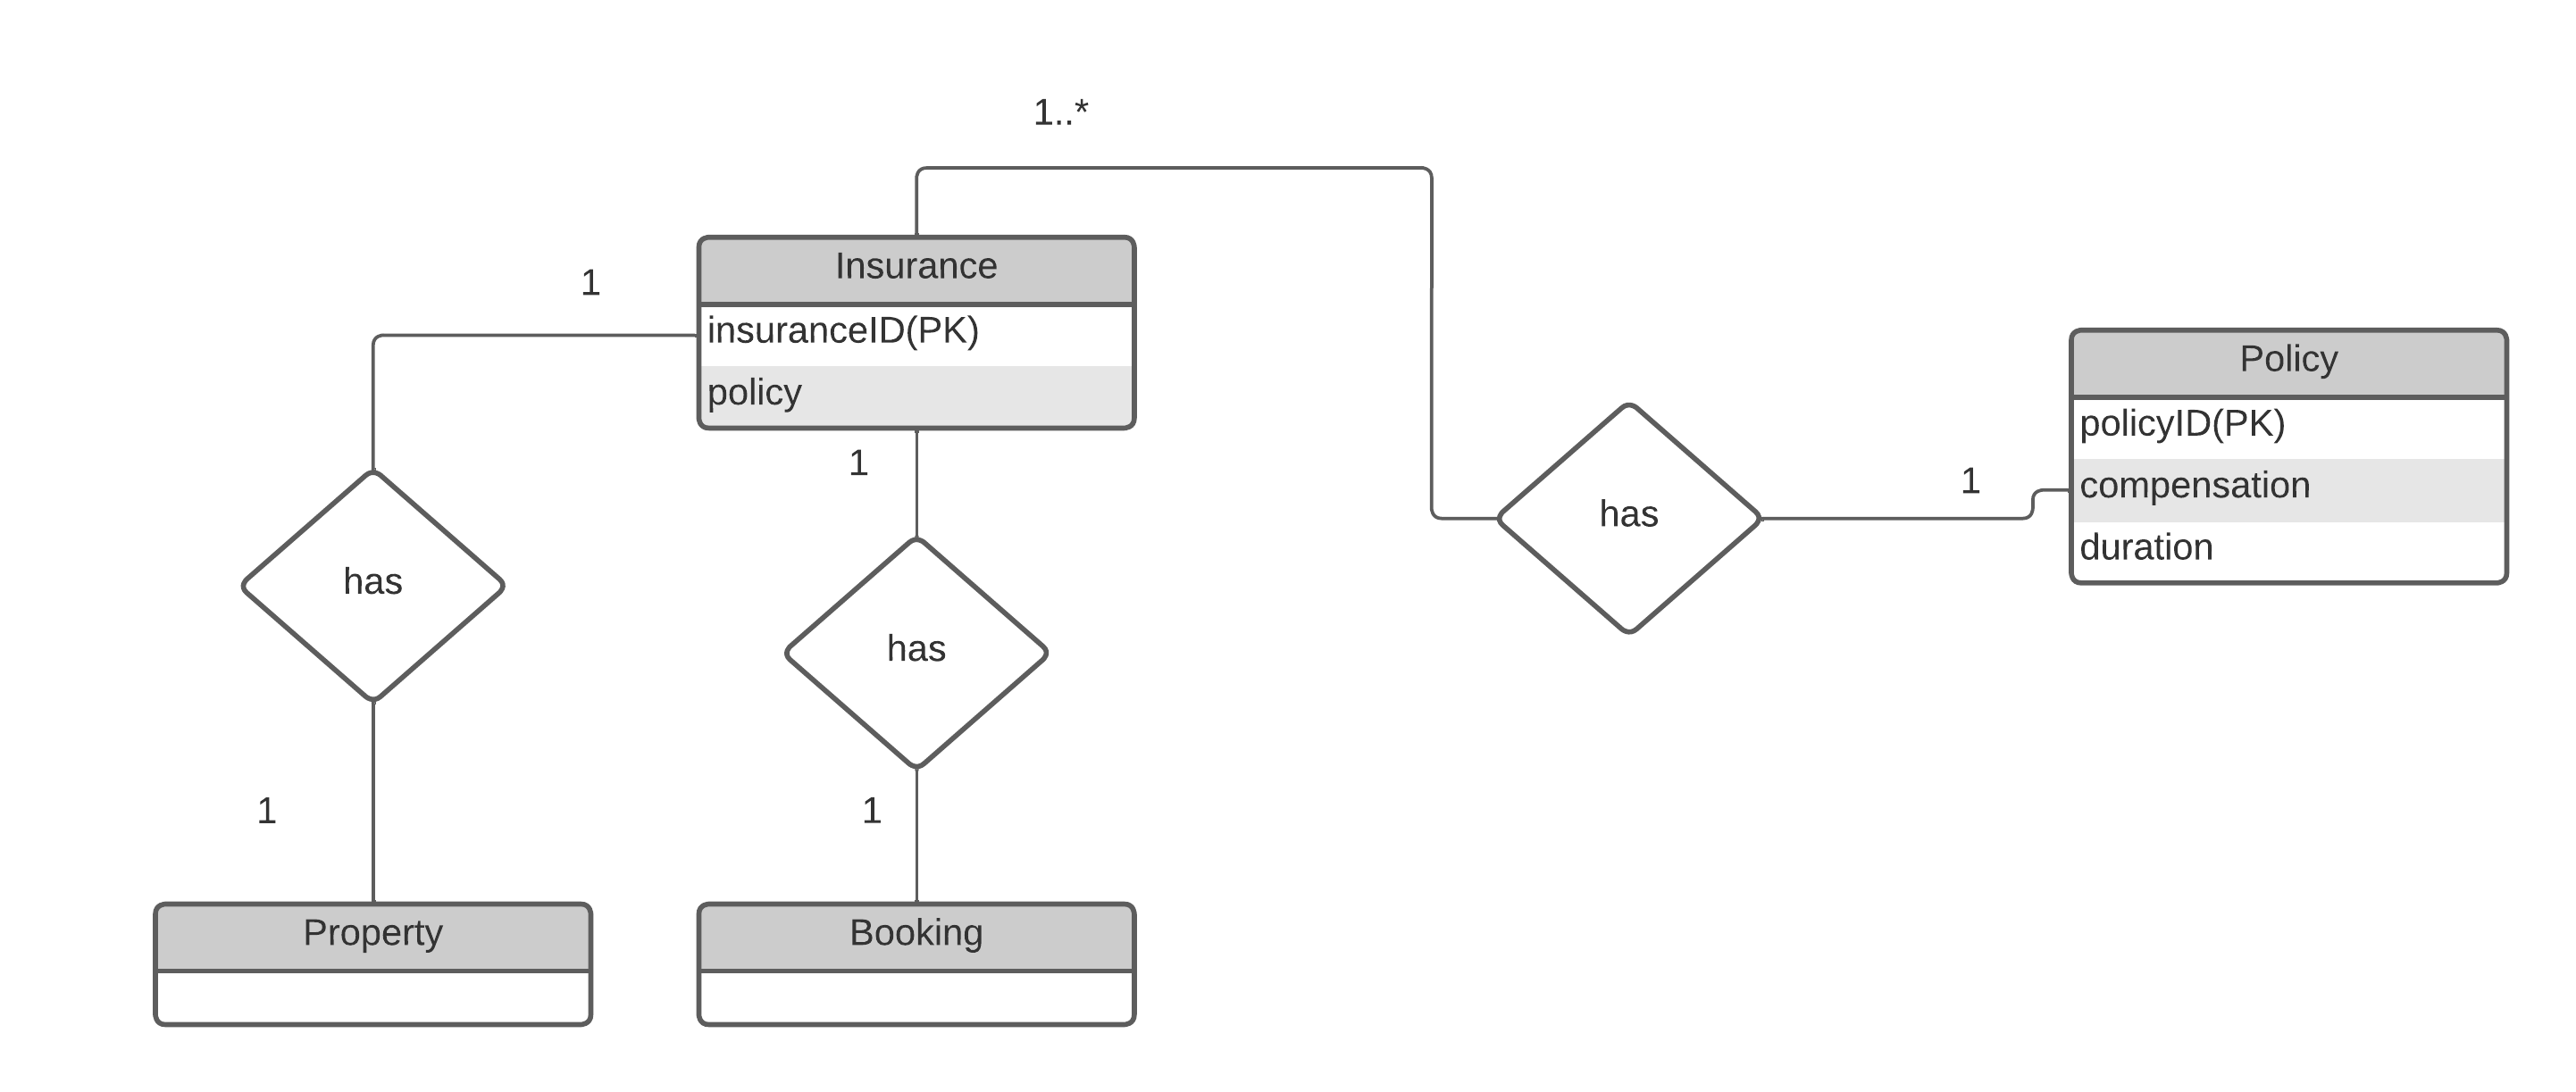 1..*
Insurance
1
insuranceID(PK)
policy
Policy
policyID(PK)
1
1
compensation
has
duration
has
has
1
1
Property
Booking